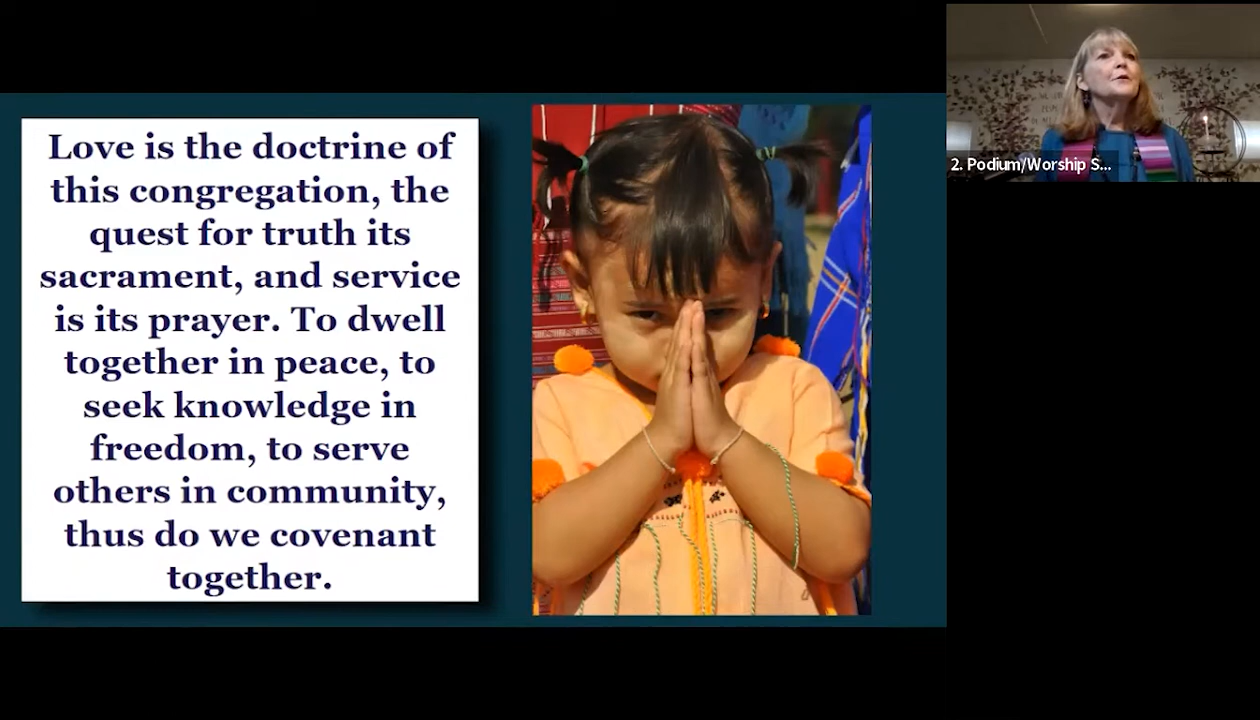 Love is the doctrine of
this congregation, the
quest for truth its
sacrament, and service
is its prayer. To dwell
together in peace, to
seek knowledge in
freedom, to serve
others in community,
thus do we covenant
together.
2. Podium/Worship S...